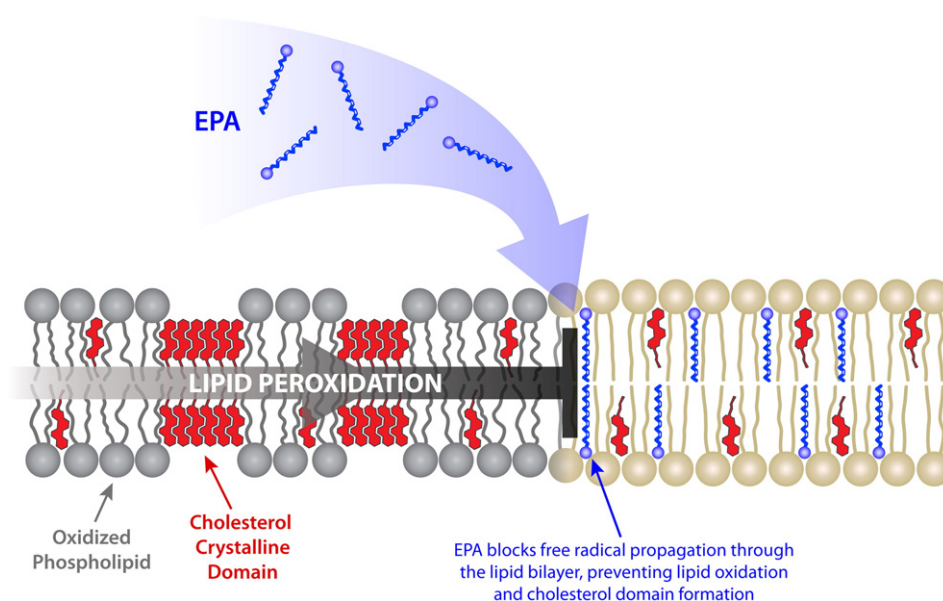 EPA
LIPID PEROXIDATION
Oxidized
Phospholipid
Cholesterol
Crystalline
Domain
EPA blocks free radical propagation through
the lipid bilayer, preventing lipid oxidation
and cholesterol domain formation